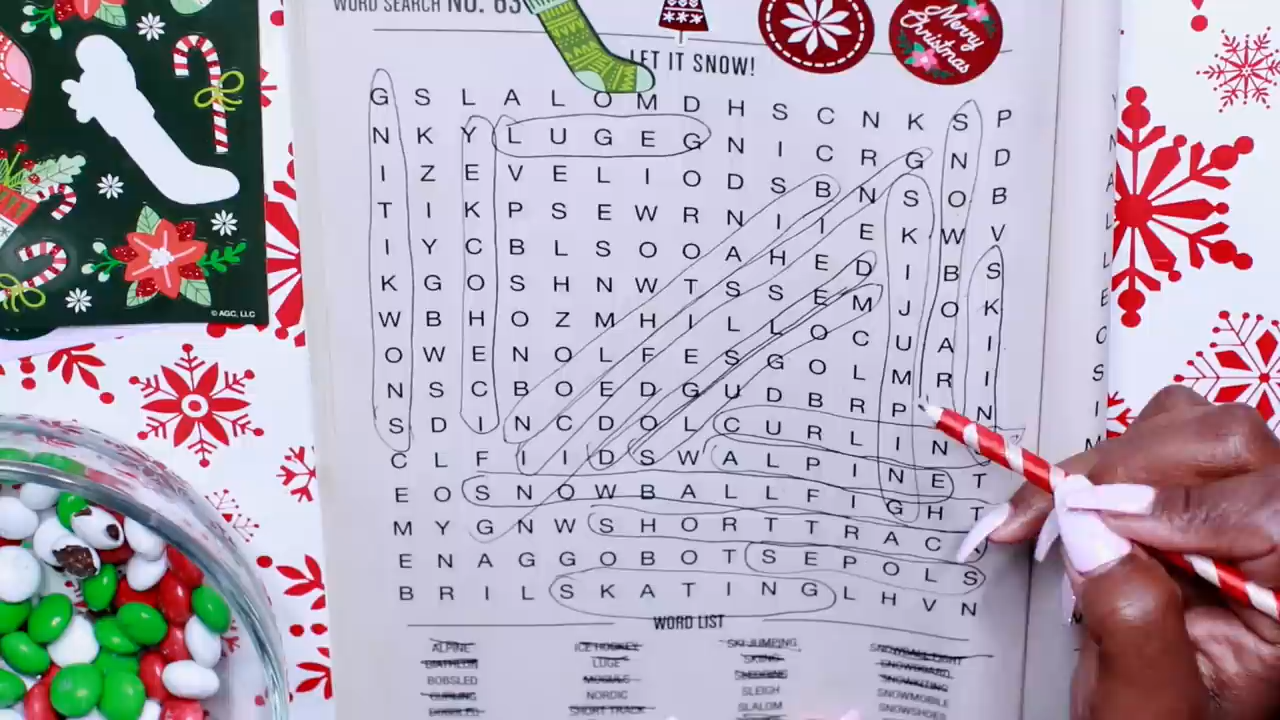 WORD SEARCH NO. 63
Merry Christmas
LET IT SNOW!
G S L A L O M D H S C N K S P
N K Y L U G E G N I C R G N D
I Z E V E L I O D S B N S O B
T I K P S E W R N I I E K W V
I Y C B L S O O A H E D I B S
K G O S H N W T S S E M J O K
W B H O Z M H I L L O C U A I
O W E N O L F E S G O L M R I
N S C B O E D G U D B R P
S D I N C D O L C U R L I N
C L F I I D S W A L P I N E T
E O S N O W B A L L F I G H T
M Y G N W S H O R T T R A C K
E N A G G O B O T S E P O L S
B R I L S K A T I N G L H V N
© AGC, LLC
WORD LIST
ALPINE ICE HOCKEY SKI JUMPING SNOWBALL FIGHT
BIATHLON LUGE SKIING SNOWBOARD
BOBSLED MOGULS SLEDDING SNOWKITING
CURLING NORDIC SLEIGH SNOWMOBILE
SHORT TRACK SLALOM SNOWSHOES